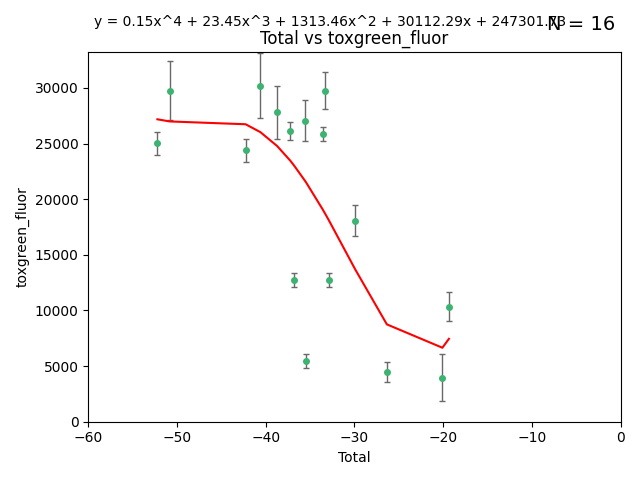 y = 0.15x^4 + 23.45x^3 + 1313.46x^2 + 30112.29x + 247301.
N = 16
Total vs toxgreen_fluor
30000
25000
20000
15000
10000
5000
0
toxgreen_fluor
−60 −50 −40 −30 −20 −10 0
Total